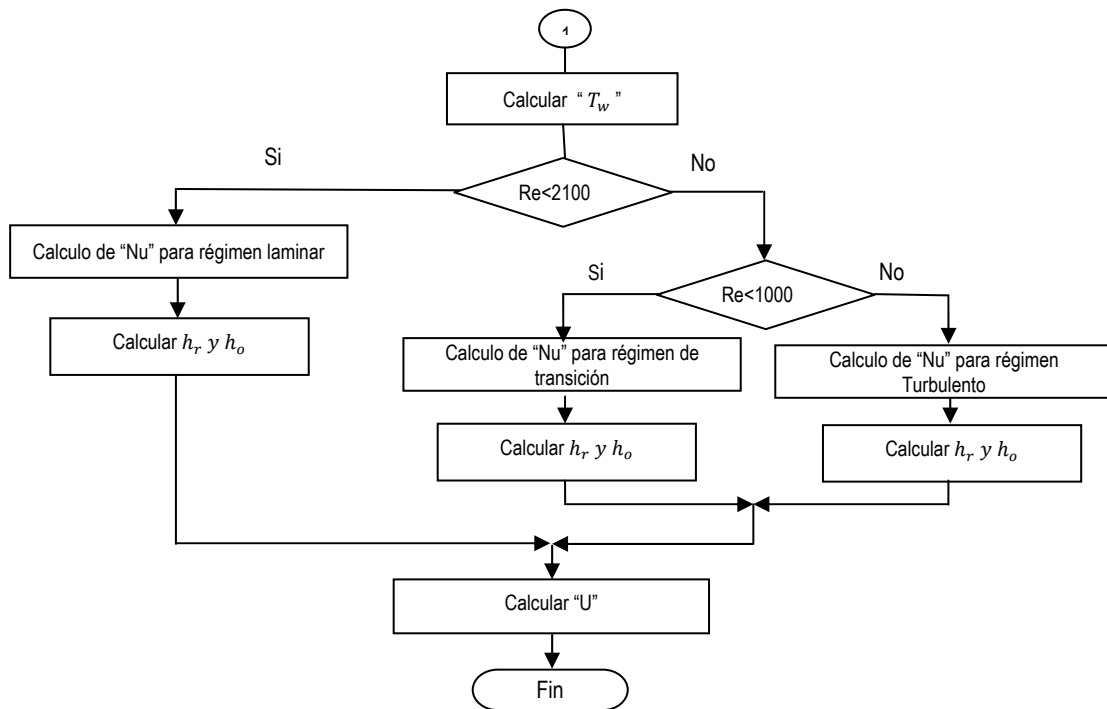 1
Calcular “ T_w ”
Si
No
Re<2100
Calculo de “Nu” para régimen laminar
Si
No
Re<1000
Calcular h_r y h_o
Calculo de “Nu” para régimen de
transición
Calculo de “Nu” para régimen
Turbulento
Calcular h_r y h_o
Calcular h_r y h_o
Calcular “U”
Fin